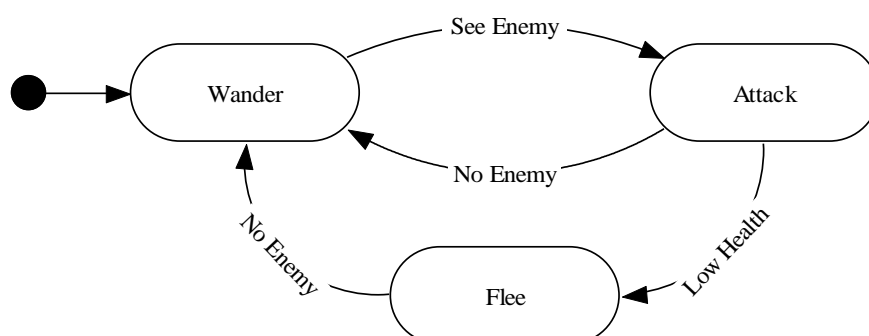 See Enemy
Wander
Attack
No Enemy
No Enemy
Low Health
Flee